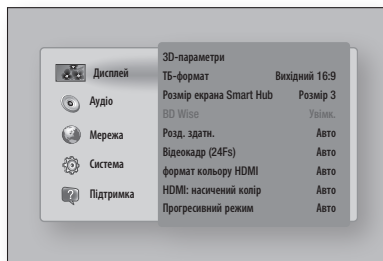 Дисплей
Аудіо
Мережа
Система
Підтримка
3D-параметри
ТБ-формат Вихідний 16:9
Розмір екрана Smart Hub Розмір 3
BD Wise Увімк.
Розд. здатн. Авто
Відеокадр (24Fs) Авто
формат кольору HDMI Авто
HDMI: насичений колір Авто
Прогресивний режим Авто